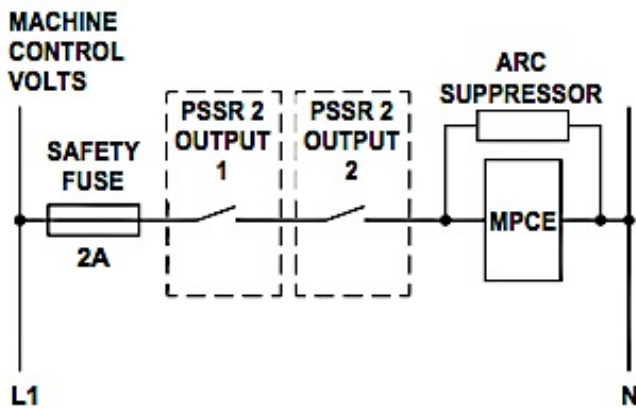 MACHINE
CONTROL
VOLTS
SAFETY
FUSE
2A
PSSR 2
OUTPUT
1
PSSR 2
OUTPUT
2
ARC
SUPPRESSOR
MPCE
L1
N